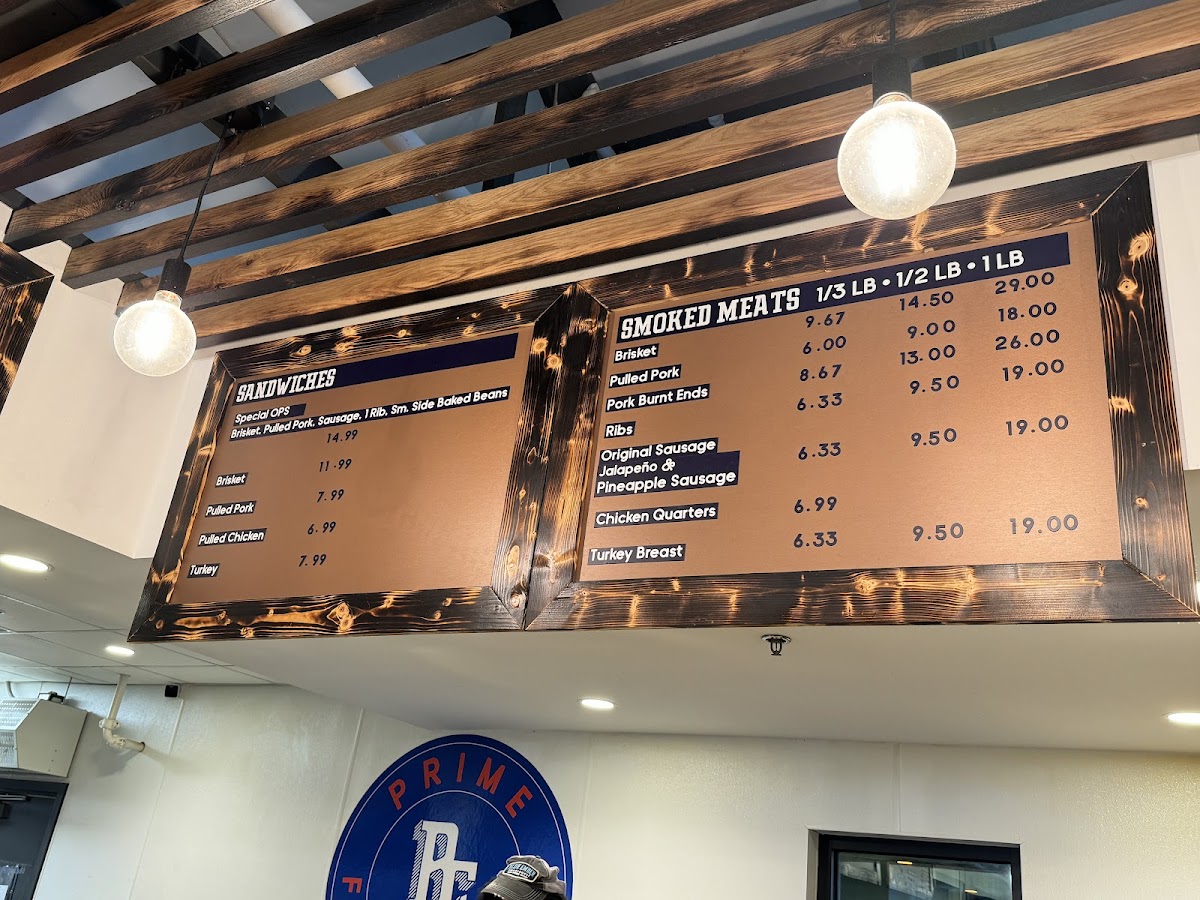 SANDWICHES
Special OPS
Brisket, Pulled Pork, Sausage, 1 Rib, Sm. Side Baked Beans
14.99
Brisket 11.99
Pulled Pork 7.99
Pulled Chicken 6.99
Turkey 7.99
SMOKED MEATS 1/3 LB • 1/2 LB • 1 LB
Brisket 9.67 14.50 29.00
Pulled Pork 6.00 9.00 18.00
Pork Burnt Ends 8.67 13.00 26.00
Ribs 6.33 9.50 19.00
Original Sausage
Jalapeño &
Pineapple Sausage 6.33 9.50 19.00
Chicken Quarters 6.99
Turkey Breast 6.33 9.50 19.00
PRIME
F